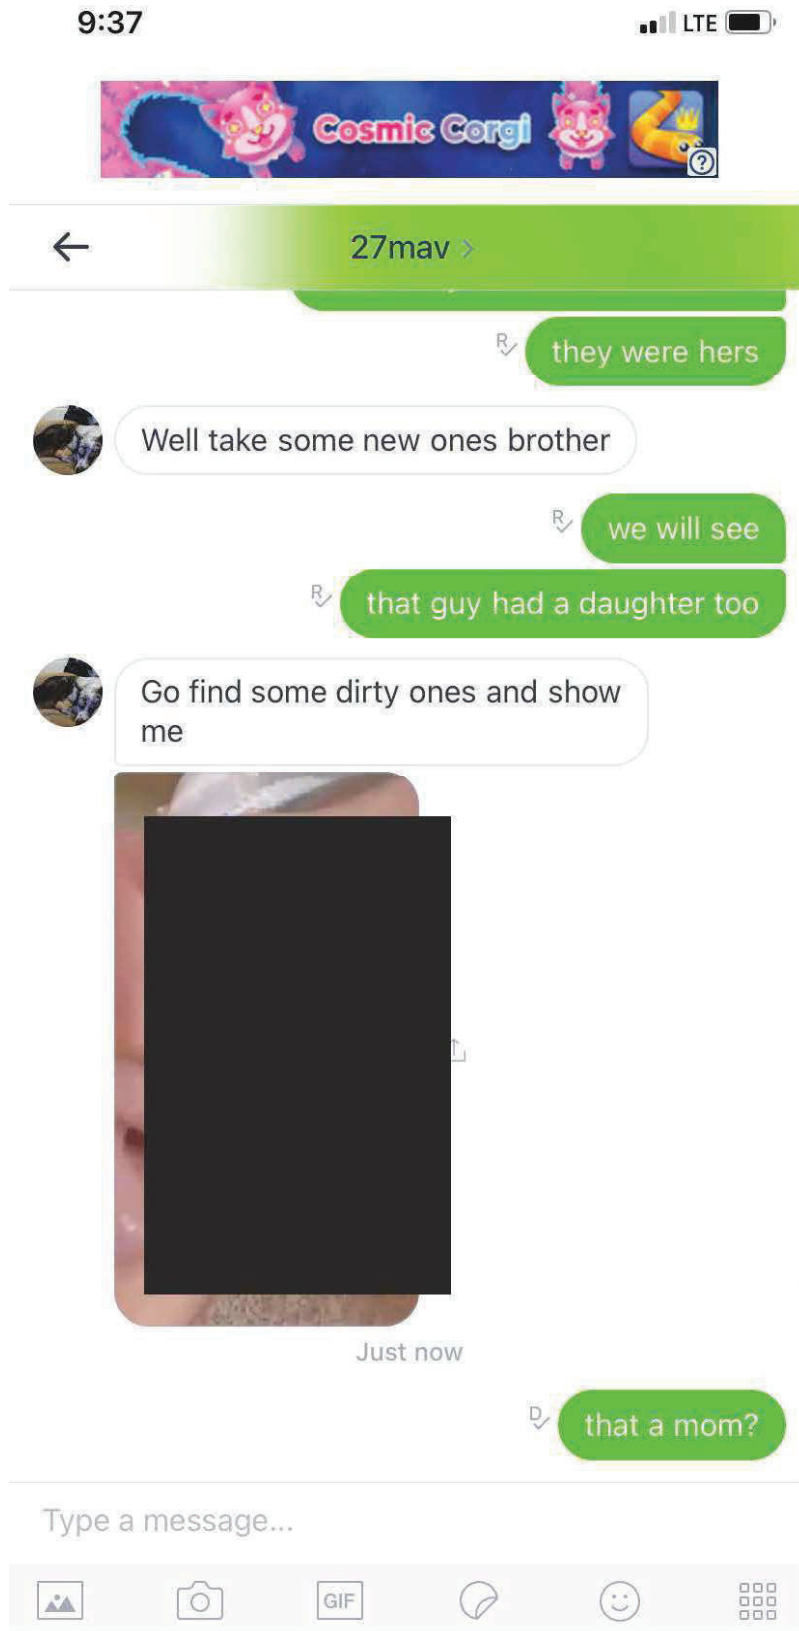 9:37
LTE
Cosmic Corgi
27mav
they were hers
Well take some new ones brother
we will see
that guy had a daughter too
Go find some dirty ones and show
me
Just now
that a mom?
Type a message...
GIF